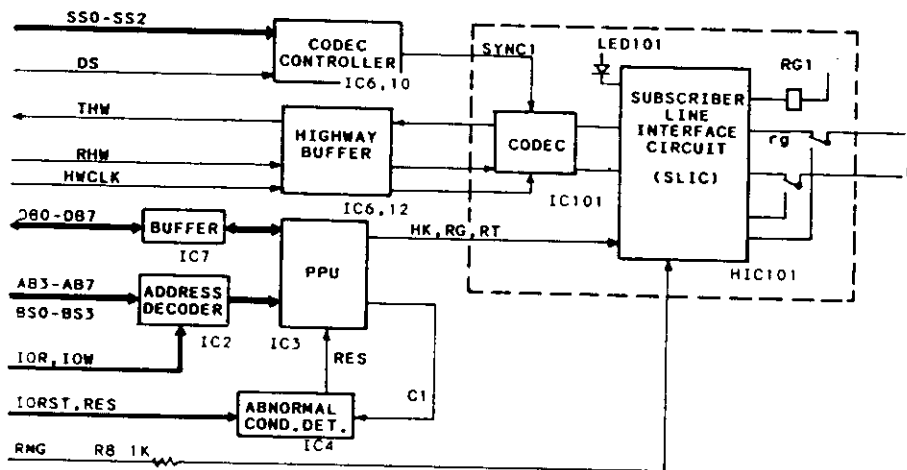 SS0-SS2
CODEC
CONTROLLER
IC6,10
DS
SYNC1
LED101
RG1
SUBSCRIBER
LINE
INTERFACE
CIRCUIT
(SLIC)
rg
HIC101
THW
HIGHWAY
BUFFER
IC6,12
CODEC
IC101
RHW
HWCLK
DB0-DB7
BUFFER
IC7
PPU
IC3
HK,RG,RT
AB3-AB7
BS0-BS3
ADDRESS
DECODER
IC2
IOR,IOW
RES
C1
IORST,RES
ABNORMAL
COND.DET.
IC4
RNG
R8 1K